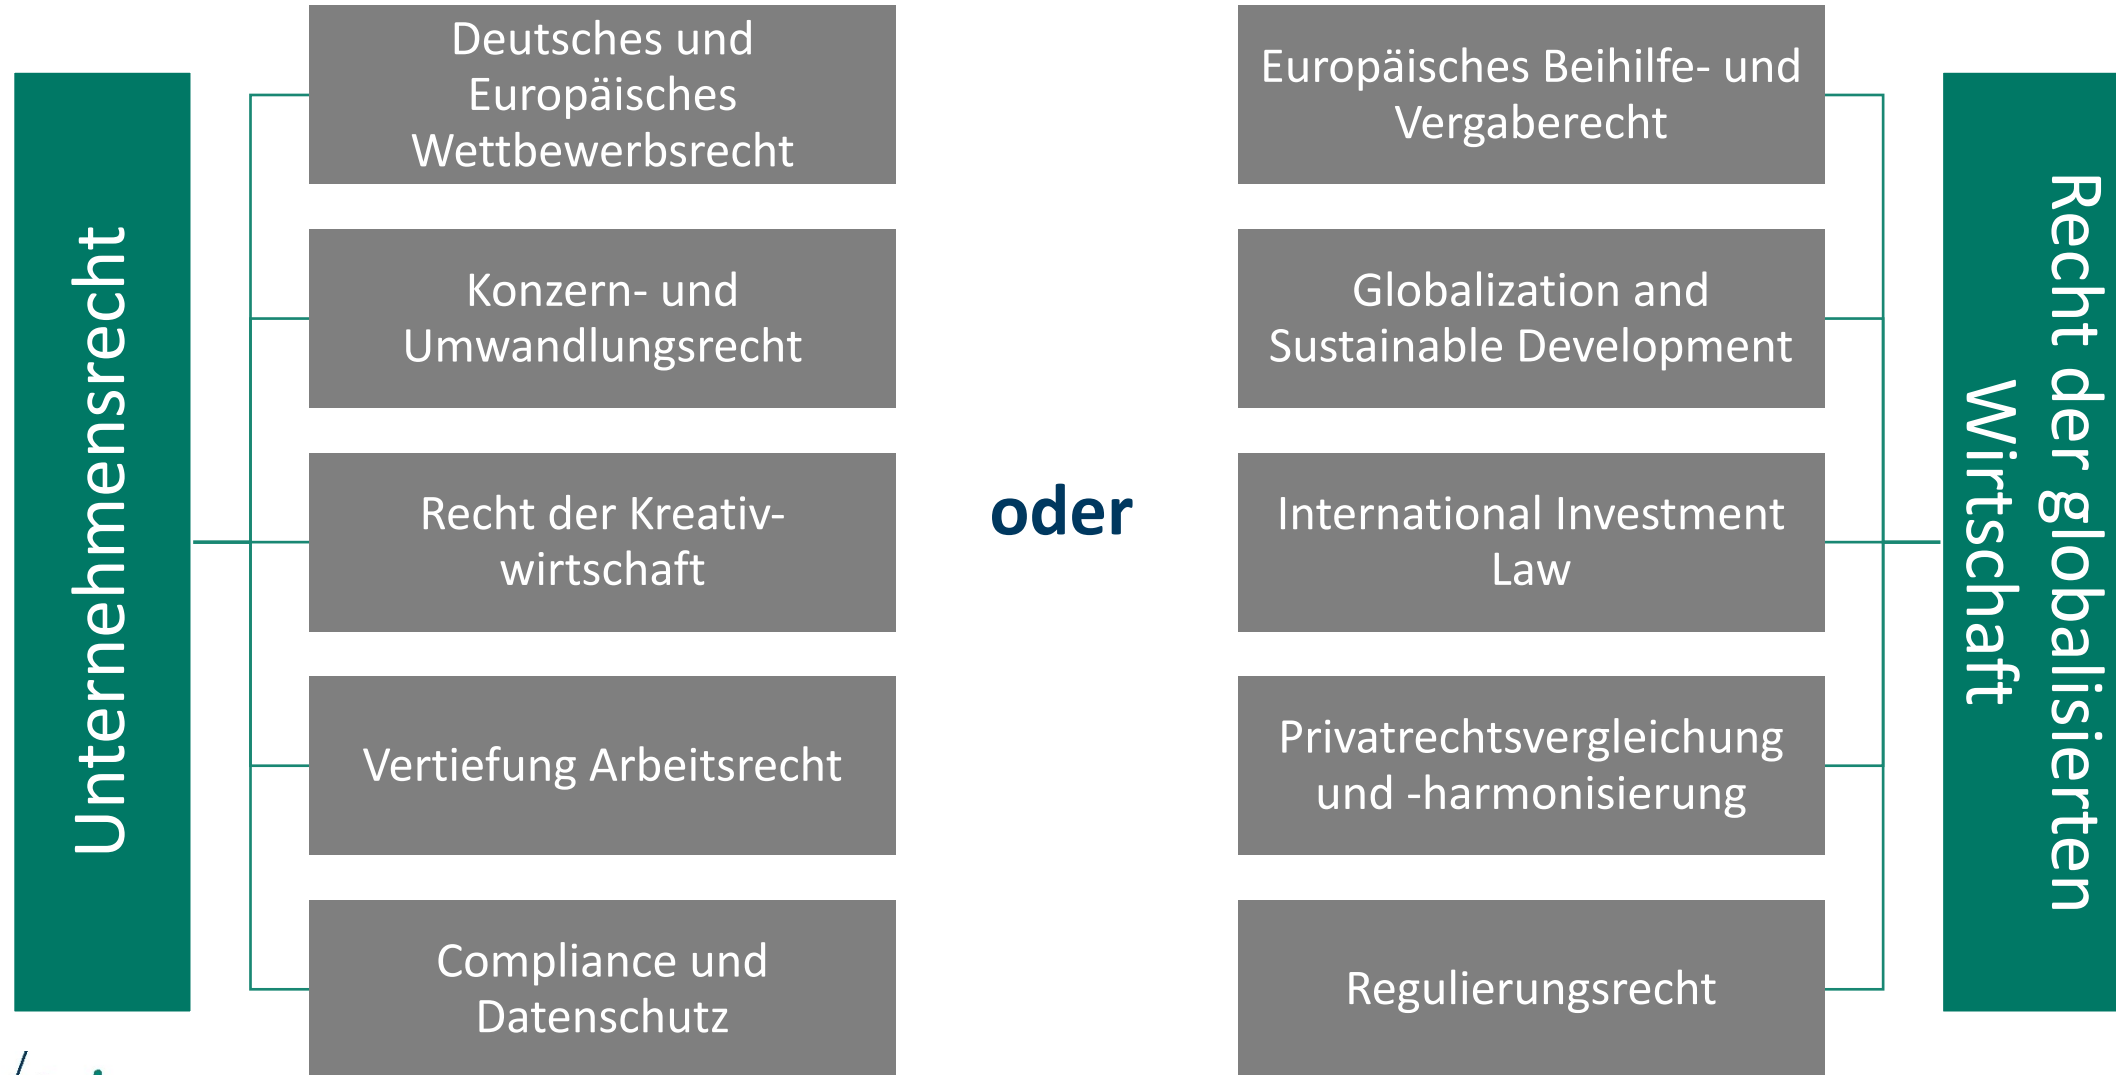 Unternehmensrecht
Deutsches und
Europäisches
Wettbewerbsrecht
Konzern- und
Umwandlungsrecht
Recht der Kreativ-
wirtschaft
Vertiefung Arbeitsrecht
Compliance und
Datenschutz
oder
Europäisches Beihilfe- und
Vergaberecht
Globalization and
Sustainable Development
International Investment
Law
Privatrechtsvergleichung
und -harmonisierung
Regulierungsrecht
Recht der globalisierten
Wirtschaft